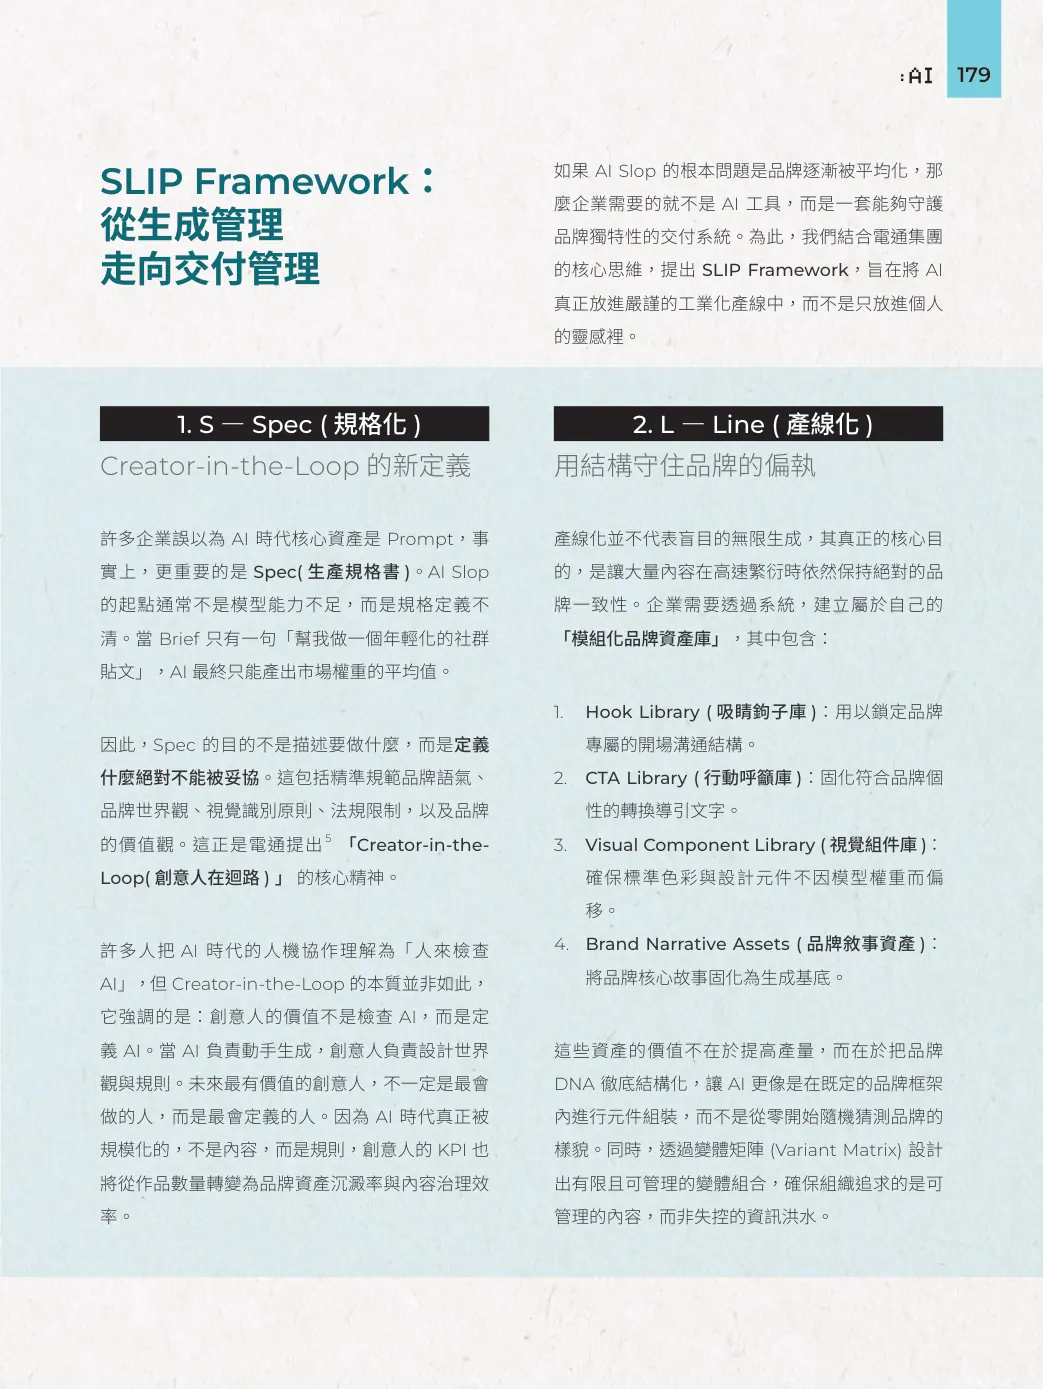 :AI 179
SLIP Framework：
從生成管理
走向交付管理
如果 AI Slop 的根本問題是品牌逐漸被平均化，那
麼企業需要的就不是 AI 工具，而是一套能夠守護
品牌獨特性的交付系統。為此，我們結合電通集團
的核心思維，提出 SLIP Framework，旨在將 AI
真正放進嚴謹的工業化產線中，而不是只放進個人
的靈感裡。
1. S — Spec ( 規格化 )
Creator-in-the-Loop 的新定義
許多企業誤以為 AI 時代核心資產是 Prompt，事
實上，更重要的是 Spec( 生產規格書 )。AI Slop
的起點通常不是模型能力不足，而是規格定義不
清。當 Brief 只有一句「幫我做一個年輕化的社群
貼文」，AI 最終只能產出市場權重的平均值。
因此，Spec 的目的不是描述要做什麼，而是定義
什麼絕對不能被妥協。這包括精準規範品牌語氣、
品牌世界觀、視覺識別原則、法規限制，以及品牌
的價值觀。這正是電通提出5 「Creator-in-the-
Loop( 創意人在迴路 ) 」 的核心精神。
許多人把 AI 時代的人機協作理解為「人來檢查
AI」，但 Creator-in-the-Loop 的本質並非如此，
它強調的是：創意人的價值不是檢查 AI，而是定
義 AI。當 AI 負責動手生成，創意人負責設計世界
觀與規則。未來最有價值的創意人，不一定是最會
做的人，而是最會定義的人。因為 AI 時代真正被
規模化的，不是內容，而是規則，創意人的 KPI 也
將從作品數量轉變為品牌資產沉澱率與內容治理效
率。
2. L — Line ( 產線化 )
用結構守住品牌的偏執
產線化並不代表盲目的無限生成，其真正的核心目
的，是讓大量內容在高速繁衍時依然保持絕對的品
牌一致性。企業需要透過系統，建立屬於自己的
「模組化品牌資產庫」，其中包含：
1. Hook Library ( 吸睛鉤子庫 )：用以鎖定品牌
專屬的開場溝通結構。
2. CTA Library ( 行動呼籲庫 )：固化符合品牌個
性的轉換導引文字。
3. Visual Component Library ( 視覺組件庫 )：
確保標準色彩與設計元件不因模型權重而偏
移。
4. Brand Narrative Assets ( 品牌敘事資產 )：
將品牌核心故事固化為生成基底。
這些資產的價值不在於提高產量，而在於把品牌
DNA 徹底結構化，讓 AI 更像是在既定的品牌框架
內進行元件組裝，而不是從零開始隨機猜測品牌的
樣貌。同時，透過變體矩陣 (Variant Matrix) 設計
出有限且可管理的變體組合，確保組織追求的是可
管理的內容，而非失控的資訊洪水。